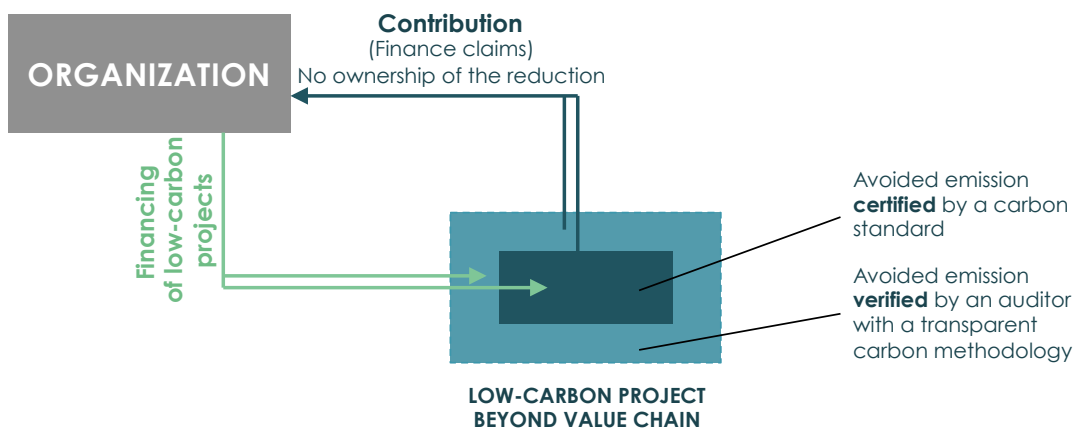 ORGANIZATION
Contribution
(Finance claims)
No ownership of the reduction
Financing
of low-carbon
projects
Avoided emission
certified by a carbon
standard
Avoided emission
verified by an auditor
with a transparent
carbon methodology
LOW-CARBON PROJECT
BEYOND VALUE CHAIN